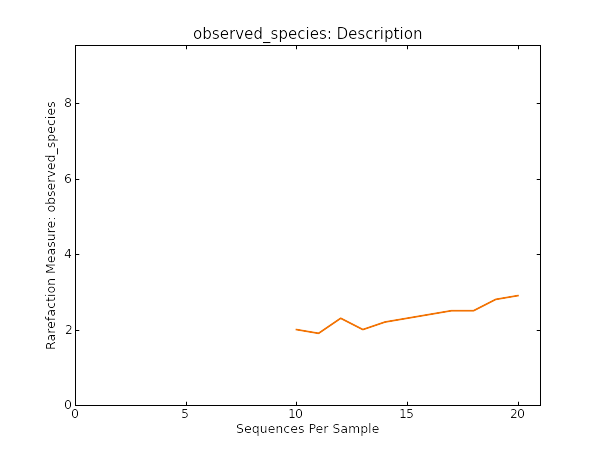 observed_species: Description
Rarefaction Measure: observed_species
8
6
4
2
0
0 5 10 15 20
Sequences Per Sample